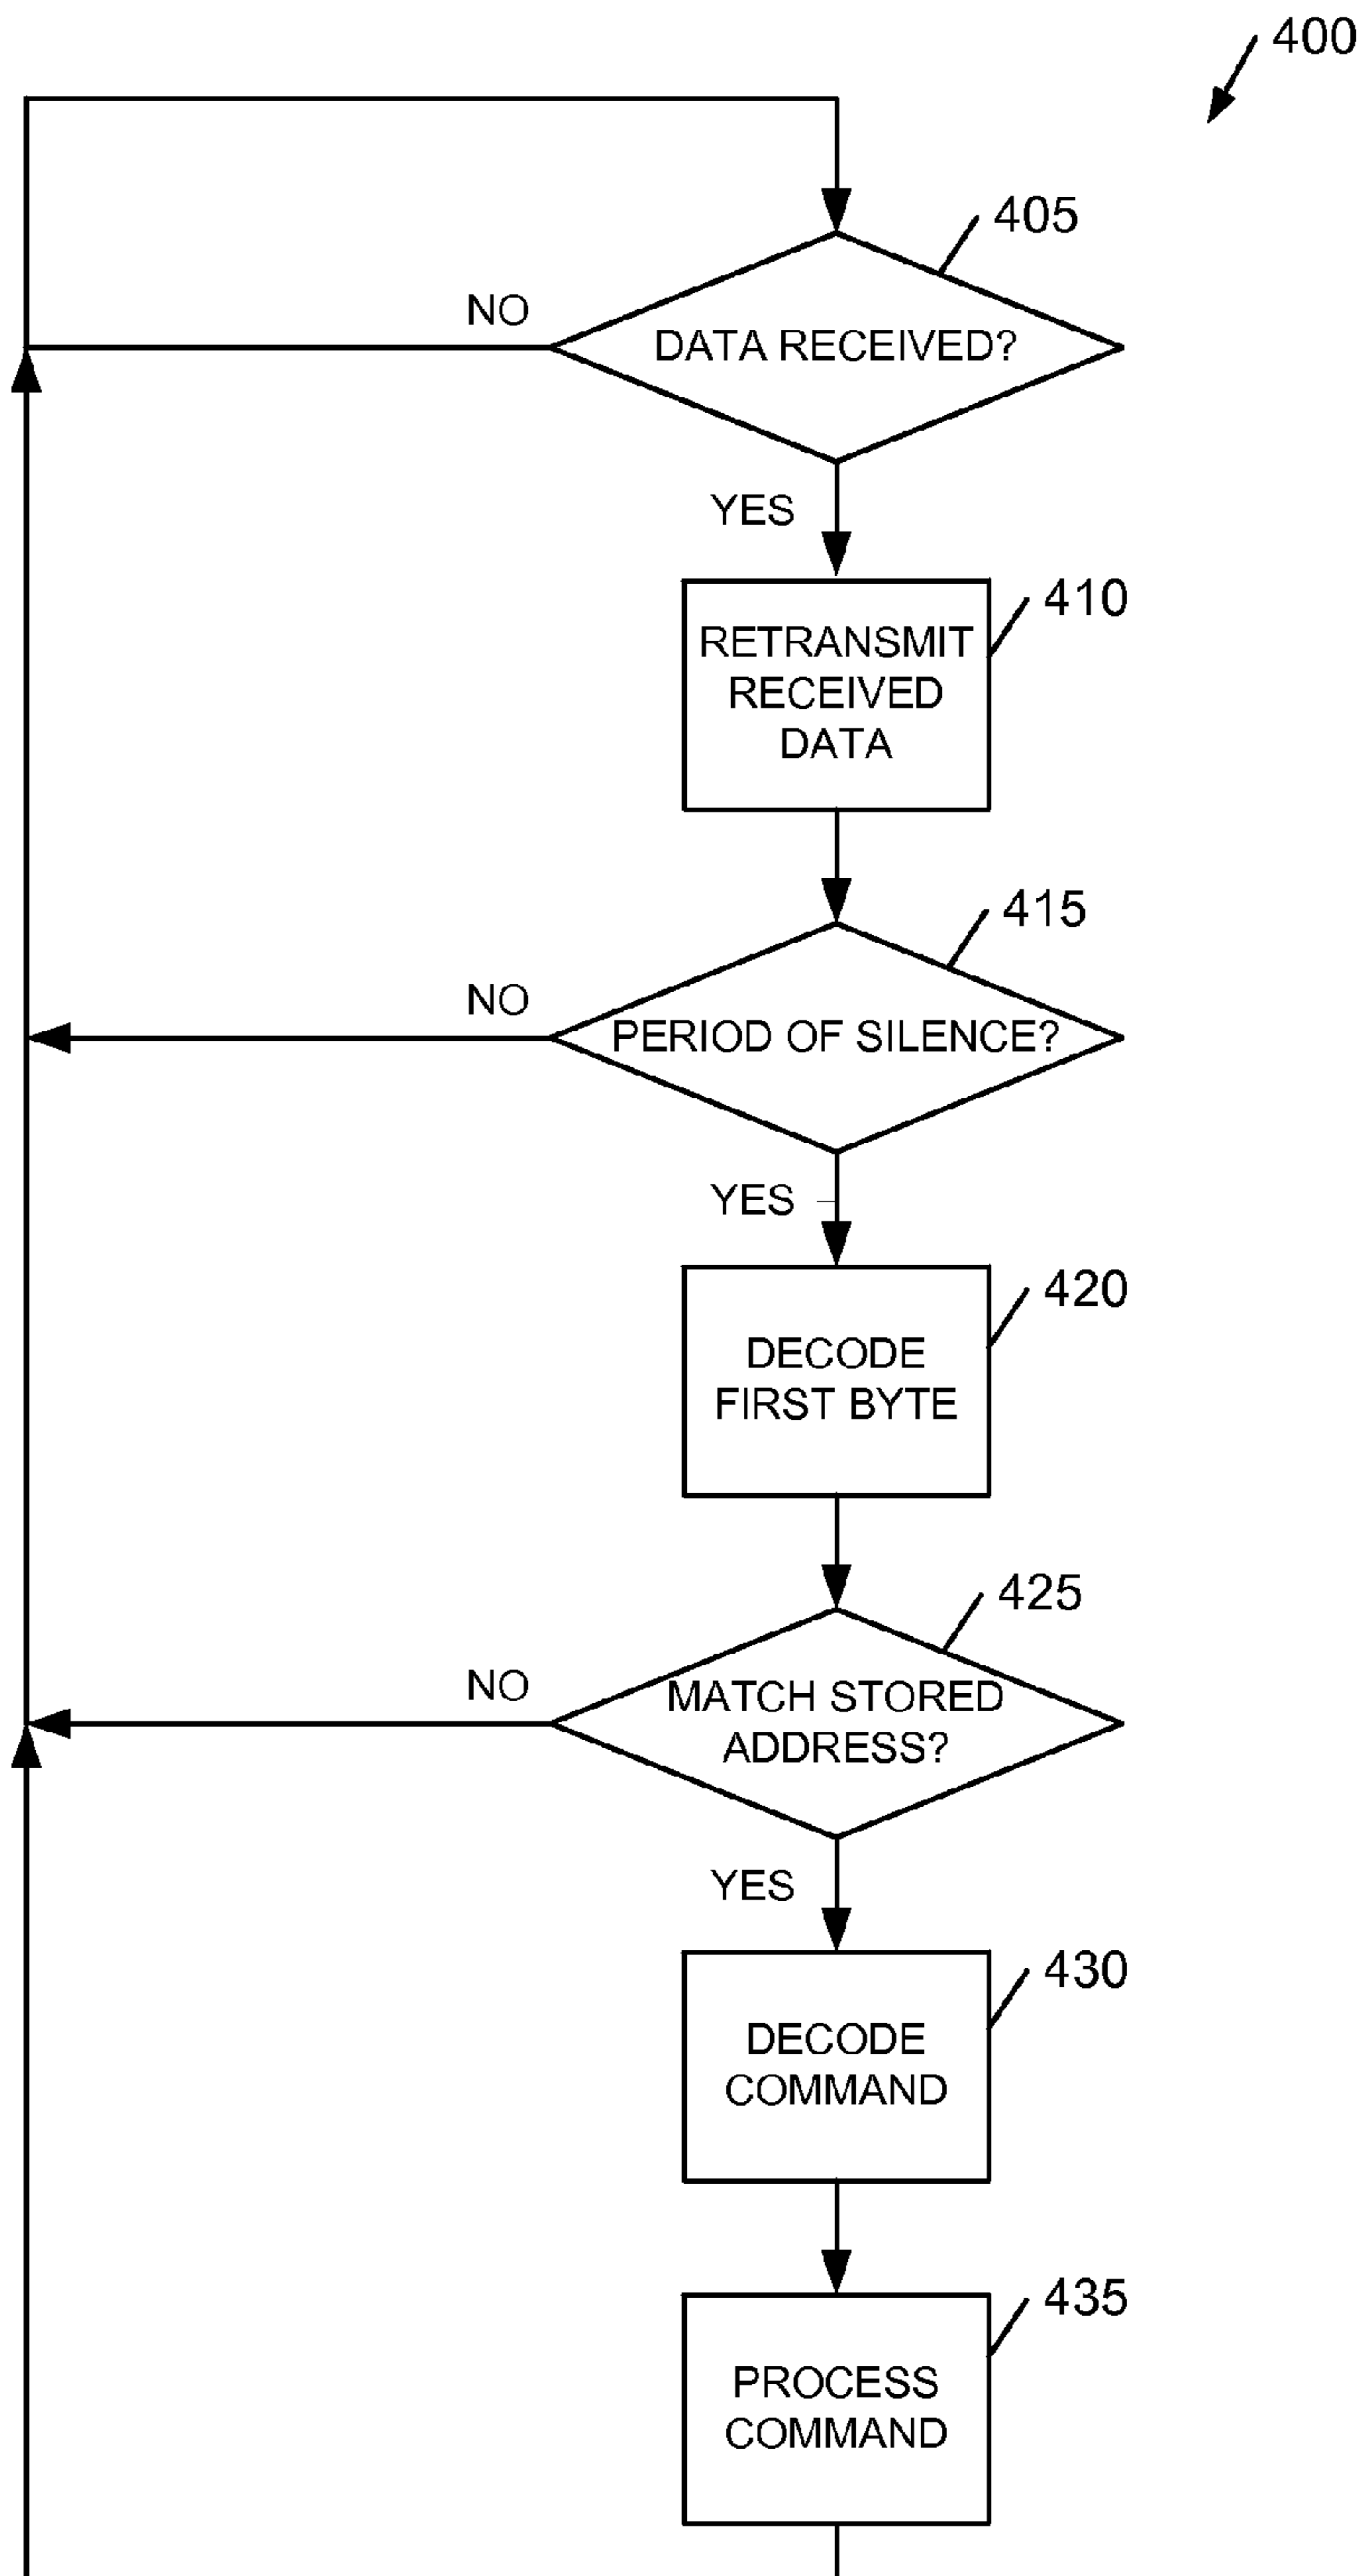 400
405
NO
DATA RECEIVED?
YES
410
RETRANSMIT
RECEIVED
DATA
415
NO
PERIOD OF SILENCE?
YES
420
DECODE
FIRST BYTE
425
NO
MATCH STORED
ADDRESS?
YES
430
DECODE
COMMAND
435
PROCESS
COMMAND